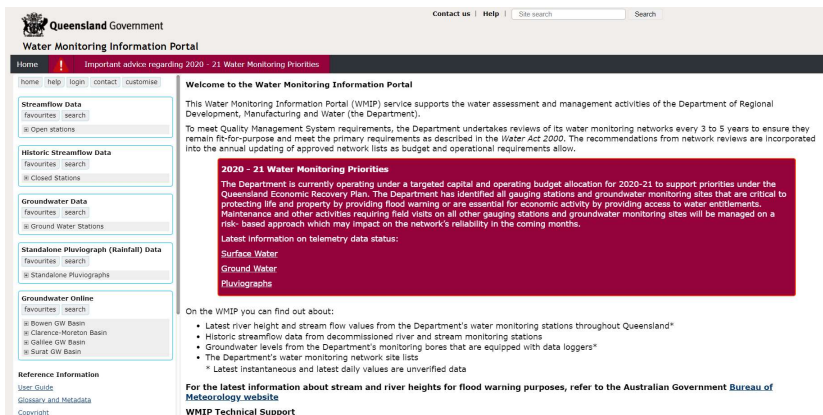 Contact us | Help | Site search Search
Queensland Government
Water Monitoring Information Portal
Home ! Important advice regarding 2020 - 21 Water Monitoring Priorities
home help login contact customise
Streamflow Data
favourites search
Open stations
Historic Streamflow Data
favourites search
Closed Stations
Groundwater Data
favourites search
Ground Water Stations
Standalone Pluviograph (Rainfall) Data
favourites search
Standalone Pluviographs
Groundwater Online
favourites search
Bowen GW Basin
Clarence-Moreton Basin
Galilee GW Basin
Surat GW Basin
Reference Information
User Guide
Glossary and Metadata
Copyright
Welcome to the Water Monitoring Information Portal
This Water Monitoring Information Portal (WMIP) service supports the water assessment and management activities of the Department of Regional
Development, Manufacturing and Water (the Department).
To meet Quality Management System requirements, the Department undertakes reviews of its water monitoring networks every 3 to 5 years to ensure they
remain fit-for-purpose and meet the primary requirements as described in the Water Act 2000. The recommendations from network reviews are incorporated
into the annual updating of approved network lists as budget and operational requirements allow.
2020 - 21 Water Monitoring Priorities
The Department is currently operating under a targeted capital and operating budget allocation for 2020-21 to support priorities under the
Queensland Economic Recovery Plan. The Department has identified all gauging stations and groundwater monitoring sites that are critical to
protecting life and property by providing flood warning or are essential for economic activity by providing access to water entitlements.
Maintenance and other activities requiring field visits on all other gauging stations and groundwater monitoring sites will be managed on a
risk- based approach which may impact on the network's reliability in the coming months.
Latest information on telemetry data status:
Surface Water
Ground Water
Pluviographs
On the WMIP you can find out about:
• Latest river height and stream flow values from the Department's water monitoring stations throughout Queensland*
• Historic streamflow data from decommissioned river and stream monitoring stations
• Groundwater levels from the Department's monitoring bores that are equipped with data loggers*
• The Department's water monitoring network site lists
* Latest instantaneous and latest daily values are unverified data
For the latest information about stream and river heights for flood warning purposes, refer to the Australian Government Bureau of
Meteorology website
WMIP Technical Support